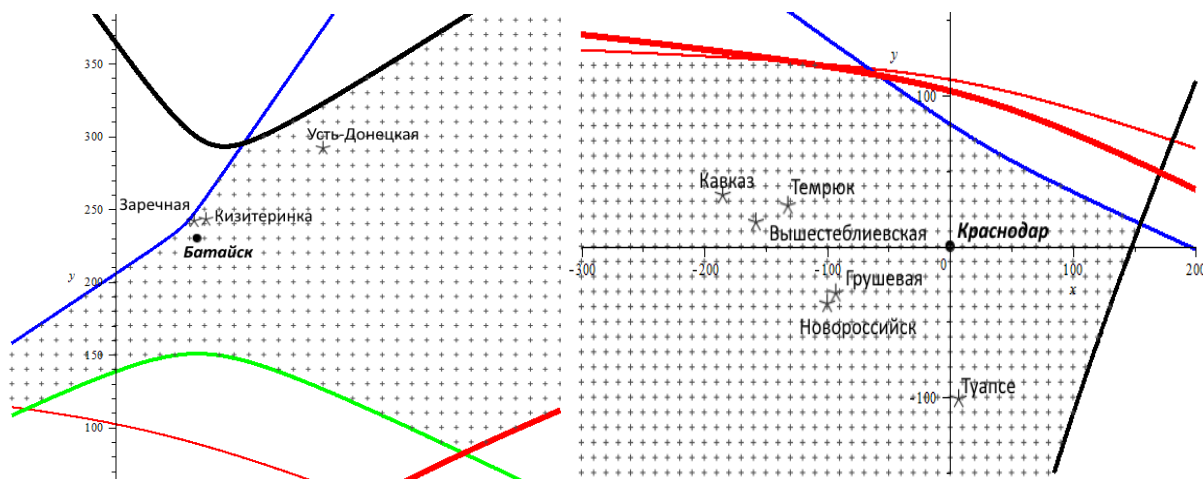 350
300
Усть-Донецкая
Заречная
250
Кизитеринка
Батайск
y
200
150
100
y
100
Кавказ
Темрюк
Вышестеблиевская
Краснодар
-300
-200
-100
0
100
200
x
Грушевая
Новороссийск
Туапсе
-100